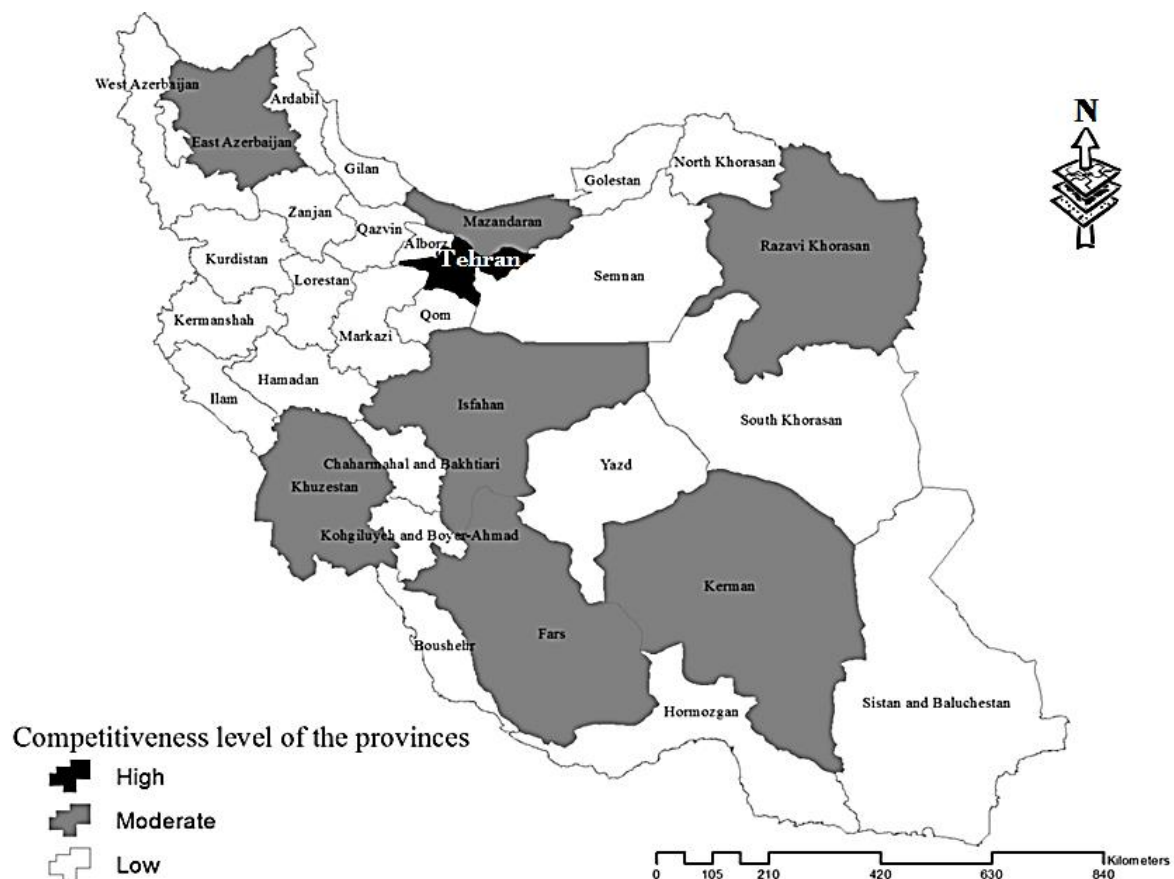 N
West Azerbaijan
Ardabil
East Azerbaijan
Gilan
Golestan
North Khorasan
Zanjan
Mazandaran
Qazvin
Alborz
Razavi Khorasan
Tehran
Kurdistan
Lorestan
Semnan
Qom
Kermanshah
Markazi
Hamadan
Ilam
Isfahan
South Khorasan
Chaharmahal and Bakhtiari
Yazd
Khuzestan
Kohgiluyeh and Boyer-Ahmad
Kerman
Fars
Boushehr
Hormozgan
Sistan and Baluchestan
Competitiveness level of the provinces
High
Moderate
Low
Kilometers
0 105 210 420 630 840